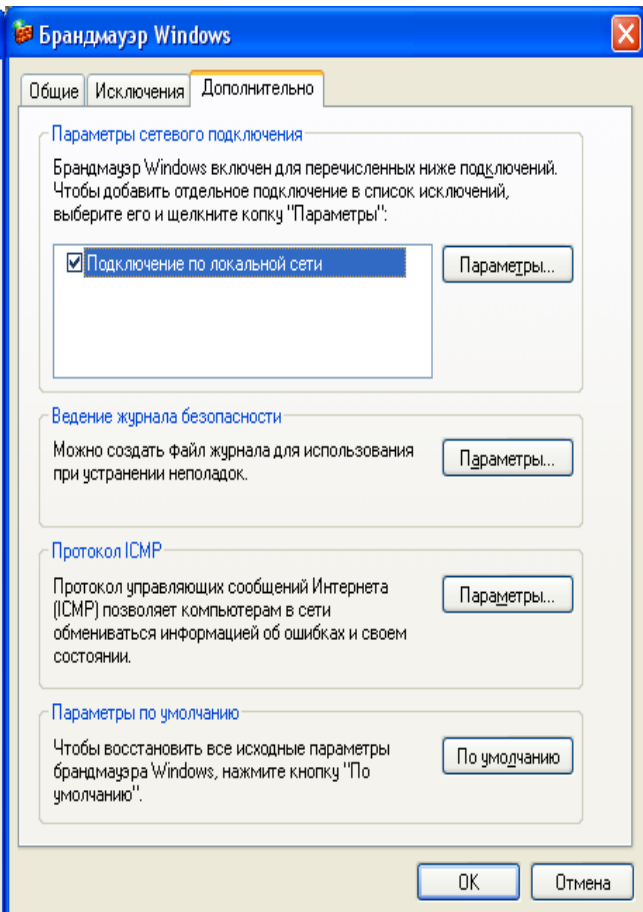 Брандмауэр Windows
Общие Исключения Дополнительно
Параметры сетевого подключения
Брандмауэр Windows включен для перечисленных ниже подключений.
Чтобы добавить отдельное подключение в список исключений,
выберите его и щелкните копку "Параметры":
Подключение по локальной сети
Параметры...
Ведение журнала безопасности
Можно создать файл журнала для использования
при устранении неполадок.
Параметры...
Протокол ICMP
Протокол управляющих сообщений Интернета
(ICMP) позволяет компьютерам в сети
обмениваться информацией об ошибках и своем
состоянии.
Параметры...
Параметры по умолчанию
Чтобы восстановить все исходные параметры
брандмауэра Windows, нажмите кнопку "По
умолчанию".
По умолчанию
OK Отмена